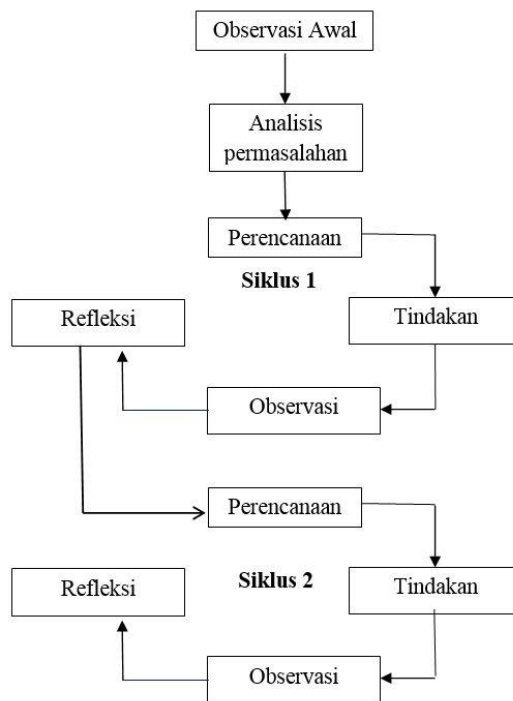 Observasi Awal
Analisis
permasalahan
Perencanaan
Siklus 1
Refleksi
Tindakan
Observasi
Perencanaan
Siklus 2
Refleksi
Tindakan
Observasi